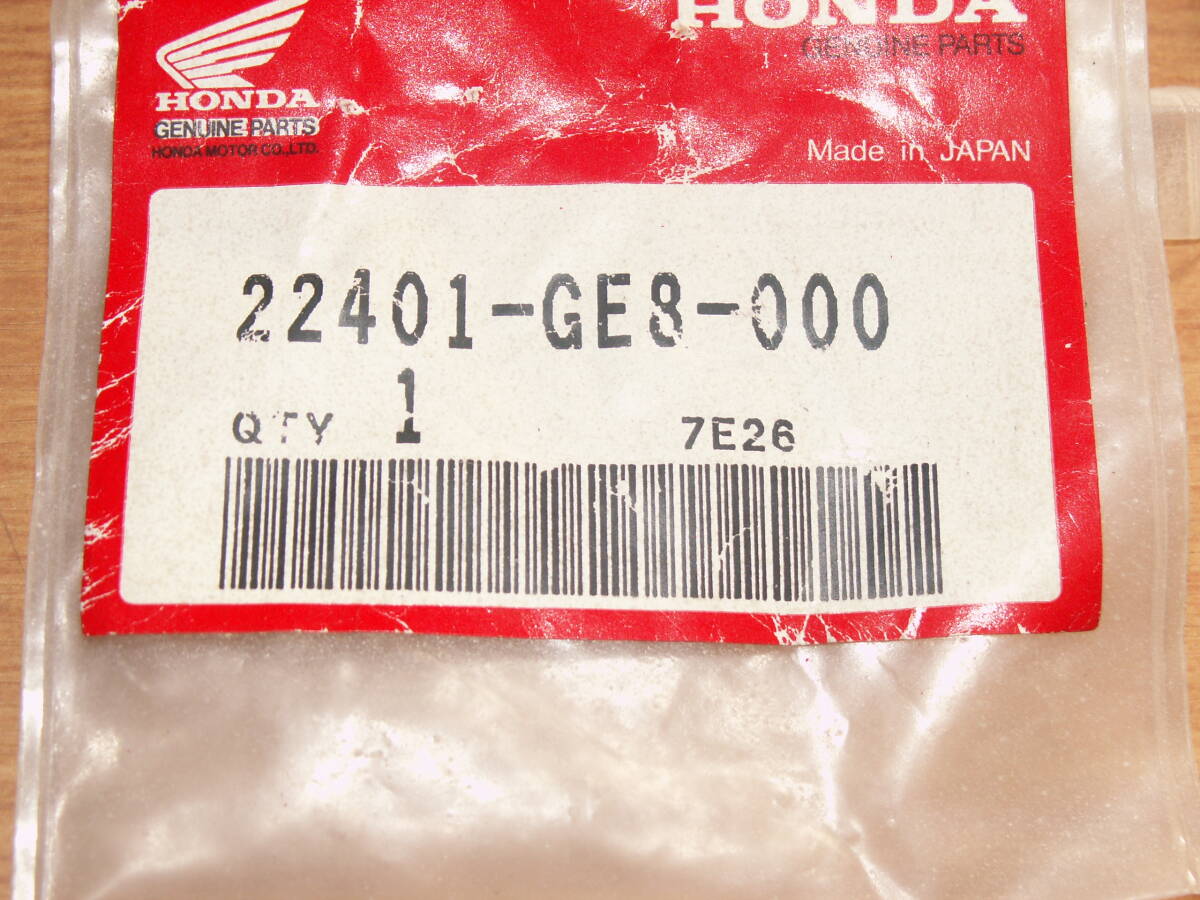 HONDA
GENUINE PARTS
HONDA MOTOR CO.,LTD.
HONDA
GENUINE PARTS
Made in JAPAN
22401-GE8-000
QTY 1 7E26